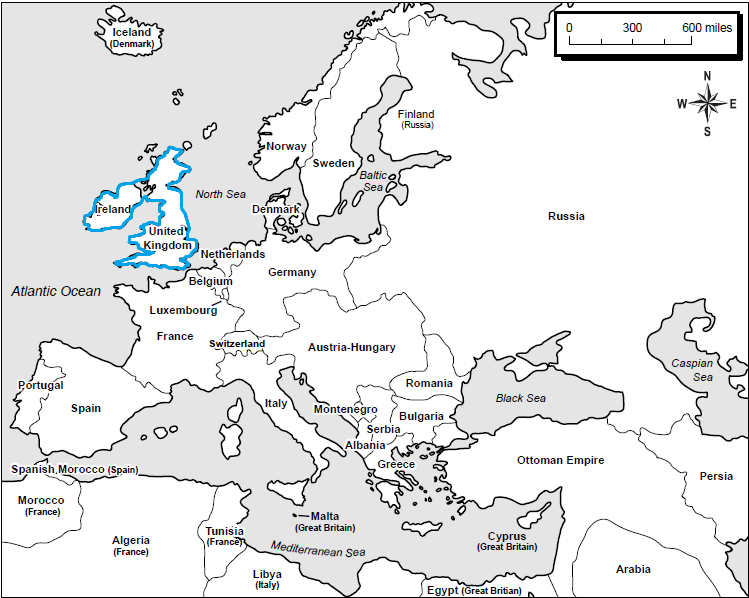 Iceland
(Denmark)
0 300 600 miles
N
W E
S
Finland
(Russia)
Norway
Sweden
Baltic
Sea
North Sea
Ireland
Denmark
Russia
United
Kingdom
Netherlands
Germany
Belgium
Atlantic Ocean
Luxembourg
France
Switzerland
Austria-Hungary
Caspian
Sea
Portugal
Spain
Italy
Romania
Montenegro
Black Sea
Bulgaria
Serbia
Albania
Greece
Ottoman Empire
Spanish Morocco (Spain)
Persia
Morocco
(France)
Malta
(Great Britain)
Algeria
(France)
Tunisia
(France)
Cyprus
(Great Britain)
Mediterranean Sea
Libya
(Italy)
Arabia
Egypt (Great Britian)